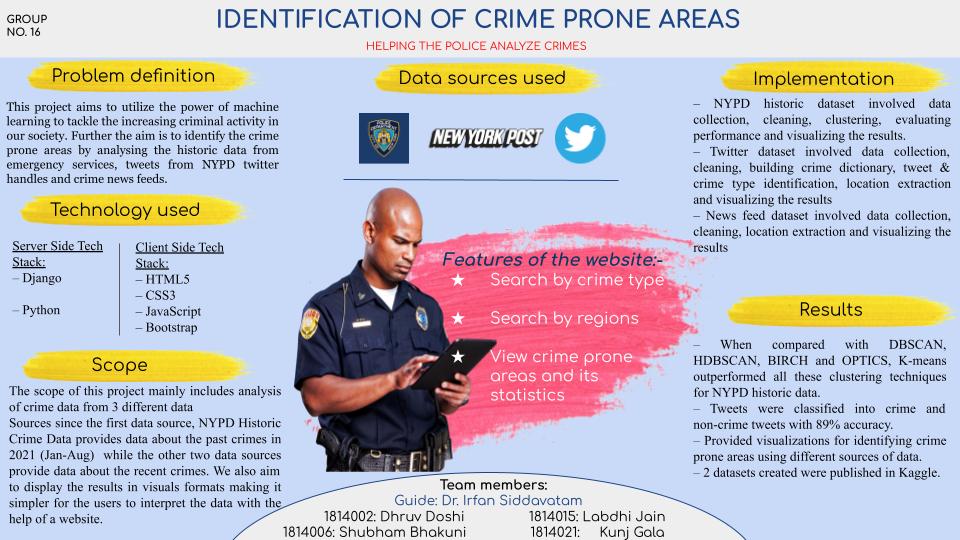 GROUP
NO. 16
IDENTIFICATION OF CRIME PRONE AREAS
HELPING THE POLICE ANALYZE CRIMES
Problem definition
This project aims to utilize the power of machine
learning to tackle the increasing criminal activity in
our society. Further the aim is to identify the crime
prone areas by analysing the historic data from
emergency services, tweets from NYPD twitter
handles and crime news feeds.
Technology used
Server Side Tech
Stack:
– Django
– Python
Client Side Tech
Stack:
– HTML5
– CSS3
– JavaScript
– Bootstrap
Scope
The scope of this project mainly includes analysis
of crime data from 3 different data
Sources since the first data source, NYPD Historic
Crime Data provides data about the past crimes in
2021 (Jan-Aug) while the other two data sources
provide data about the recent crimes. We also aim
to display the results in visuals formats making it
simpler for the users to interpret the data with the
help of a website.
Data sources used
NEW YORK POST
Features of the website:-
★ Search by crime type
★ Search by regions
★ View crime prone
areas and its
statistics
Implementation
– NYPD historic dataset involved data
collection, cleaning, clustering, evaluating
performance and visualizing the results.
– Twitter dataset involved data collection,
cleaning, building crime dictionary, tweet &
crime type identification, location extraction
and visualizing the results
– News feed dataset involved data collection,
cleaning, location extraction and visualizing the
results
Results
– When compared with DBSCAN,
HDBSCAN, BIRCH and OPTICS, K-means
outperformed all these clustering techniques
for NYPD historic data.
– Tweets were classified into crime and
non-crime tweets with 89% accuracy.
– Provided visualizations for identifying crime
prone areas using different sources of data.
– 2 datasets created were published in Kaggle.
Team members:
Guide: Dr. Irfan Siddavatam
1814002: Dhruv Doshi
1814015: Labdhi Jain
1814006: Shubham Bhakuni
1814021: Kunj Gala